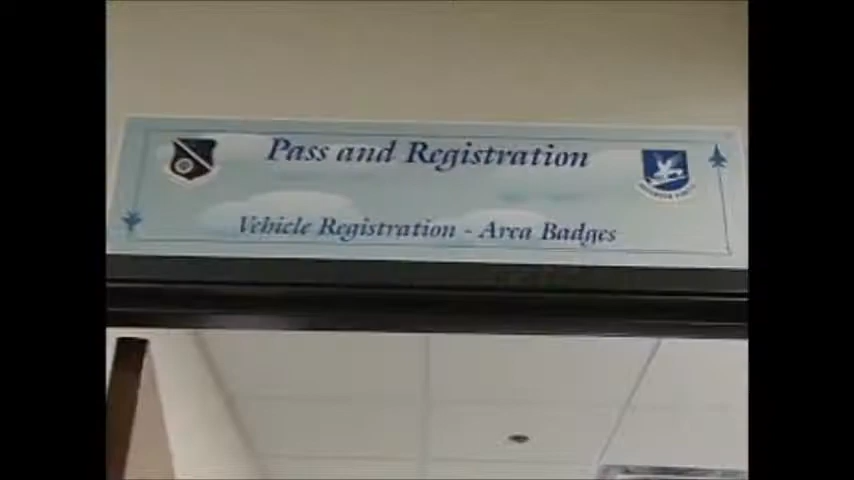 Pass and Registration
Vehicle Registration - Area Badges